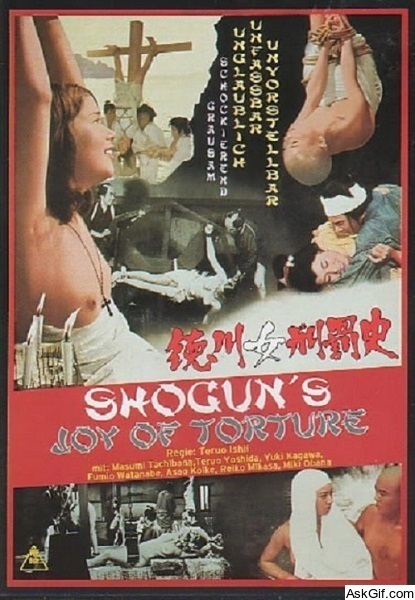 UNVORSTELLBAR
UNFASSBAR
UNGLAUBLICH
SCHOCKIEREND
GRAUSAM
徳川女刑罰史
SHOGUN'S
JOY OF TORTURE
Regie: Teruo Ishii
mit: Masumi Tachibana, Teruo Yoshida, Yuki Kagawa,
Fumio Watanabe, Asao Koike, Reiko Mikasa, Miki Obana
AskGif.com